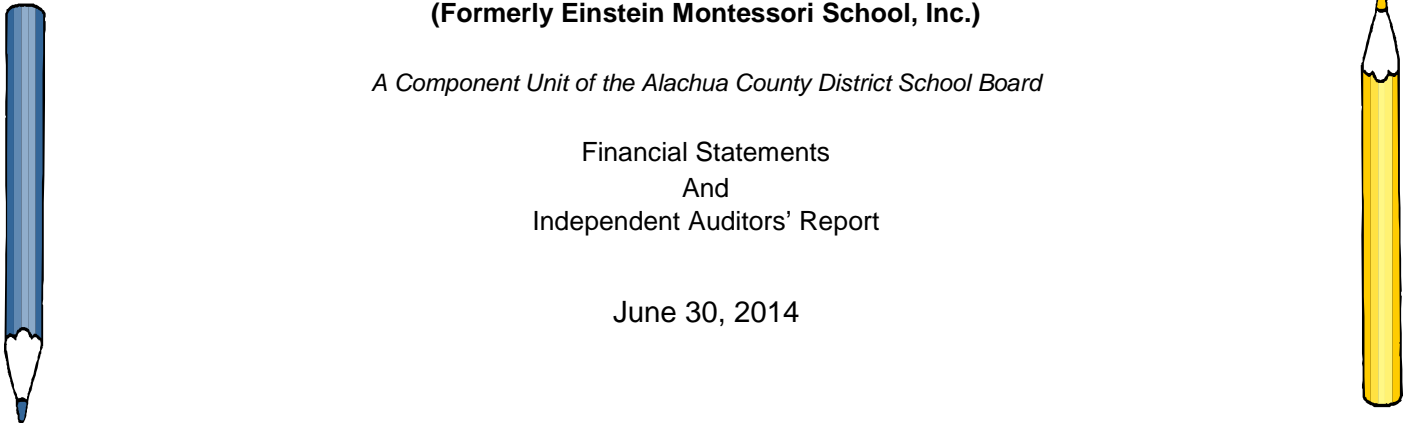 (Formerly Einstein Montessori School, Inc.)
A Component Unit of the Alachua County District School Board
Financial Statements
And
Independent Auditors’ Report
June 30, 2014